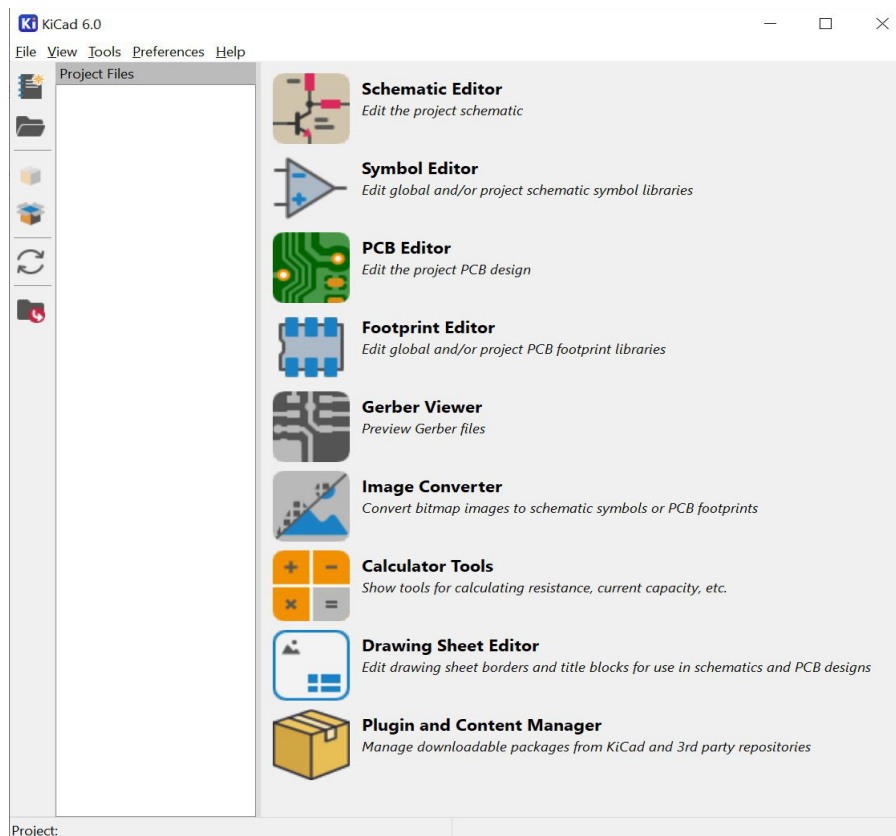 Ki KiCad 6.0
File View Tools Preferences Help
Project Files
Schematic Editor
Edit the project schematic
Symbol Editor
Edit global and/or project schematic symbol libraries
PCB Editor
Edit the project PCB design
Footprint Editor
Edit global and/or project PCB footprint libraries
Gerber Viewer
Preview Gerber files
Image Converter
Convert bitmap images to schematic symbols or PCB footprints
Calculator Tools
Show tools for calculating resistance, current capacity, etc.
Drawing Sheet Editor
Edit drawing sheet borders and title blocks for use in schematics and PCB designs
Plugin and Content Manager
Manage downloadable packages from KiCad and 3rd party repositories
Project: